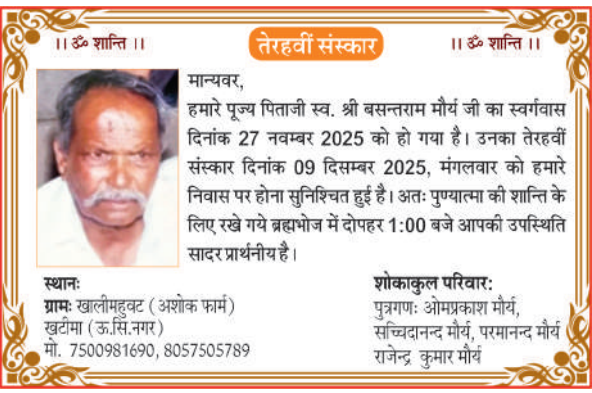 ।। ॐ शान्ति ।।
तेरहवीं संस्कार
।। ॐ शान्ति ।।
मान्यवर,
हमारे पूज्य पिताजी स्व. श्री बसन्तराम मौर्य जी का स्वर्गवास
दिनांक 27 नवम्बर 2025 को हो गया है। उनका तेरहवीं
संस्कार दिनांक 09 दिसम्बर 2025, मंगलवार को हमारे
निवास पर होना सुनिश्चित हुई है। अतः पुण्यात्मा की शान्ति के
लिए रखे गये ब्रह्मभोज में दोपहर 1:00 बजे आपकी उपस्थिति
सादर प्रार्थनीय है।
स्थानः
ग्रामः खालीमहुवट (अशोक फार्म)
खटीमा (ऊ.सि.नगर)
मो. 7500981690, 8057505789
शोकाकुल परिवार:
पुत्रगणः ओमप्रकाश मौर्य,
सच्चिदानन्द मौर्य, परमानन्द मौर्य
राजेन्द्र कुमार मौर्य